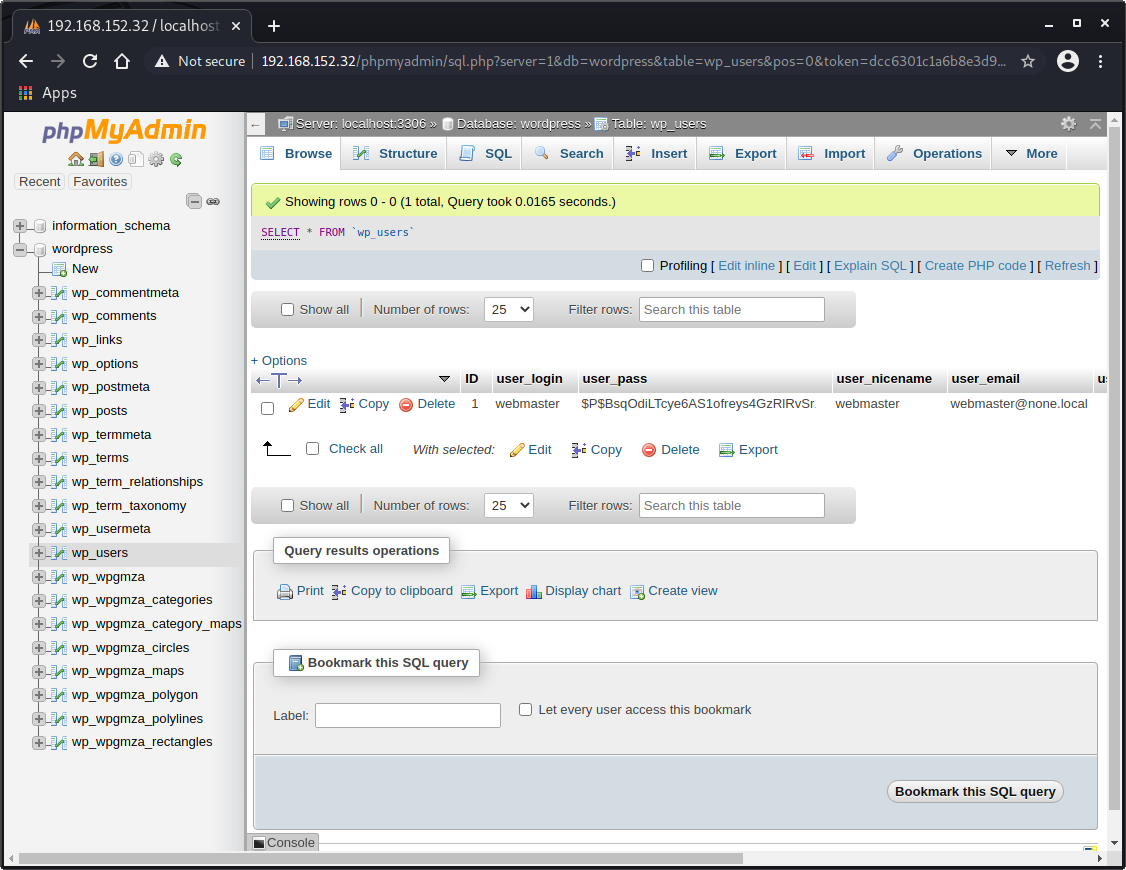 192.168.152.32 / localhost
Not secure
192.168.152.32/phpmyadmin/sql.php?server=1&db=wordpress&table=wp_users&pos=0&token=dcc6301c1a6b8e3d9...
Apps
phpMyAdmin
Recent Favorites
information_schema
wordpress
New
wp_commentmeta
wp_comments
wp_links
wp_options
wp_postmeta
wp_posts
wp_termmeta
wp_terms
wp_term_relationships
wp_term_taxonomy
wp_usermeta
wp_users
wp_wpgmza
wp_wpgmza_categories
wp_wpgmza_category_maps
wp_wpgmza_circles
wp_wpgmza_maps
wp_wpgmza_polygon
wp_wpgmza_polylines
wp_wpgmza_rectangles
Server: localhost:3306 » Database: wordpress » Table: wp_users
Browse Structure SQL Search Insert Export Import Operations More
Showing rows 0 - 0 (1 total, Query took 0.0165 seconds.)
SELECT * FROM `wp_users`
Profiling [ Edit inline ] [ Edit ] [ Explain SQL ] [ Create PHP code ] [ Refresh ]
Show all Number of rows: 25 Filter rows: Search this table
+ Options
ID user_login user_pass user_nicename user_email
Edit Copy Delete 1 webmaster $P$BsqOdiLTcye6AS1ofreys4GzRlRvSr webmaster webmaster@none.local
Check all With selected: Edit Copy Delete Export
Show all Number of rows: 25 Filter rows: Search this table
Query results operations
Print Copy to clipboard Export Display chart Create view
Bookmark this SQL query
Label: Let every user access this bookmark
Bookmark this SQL query
Console